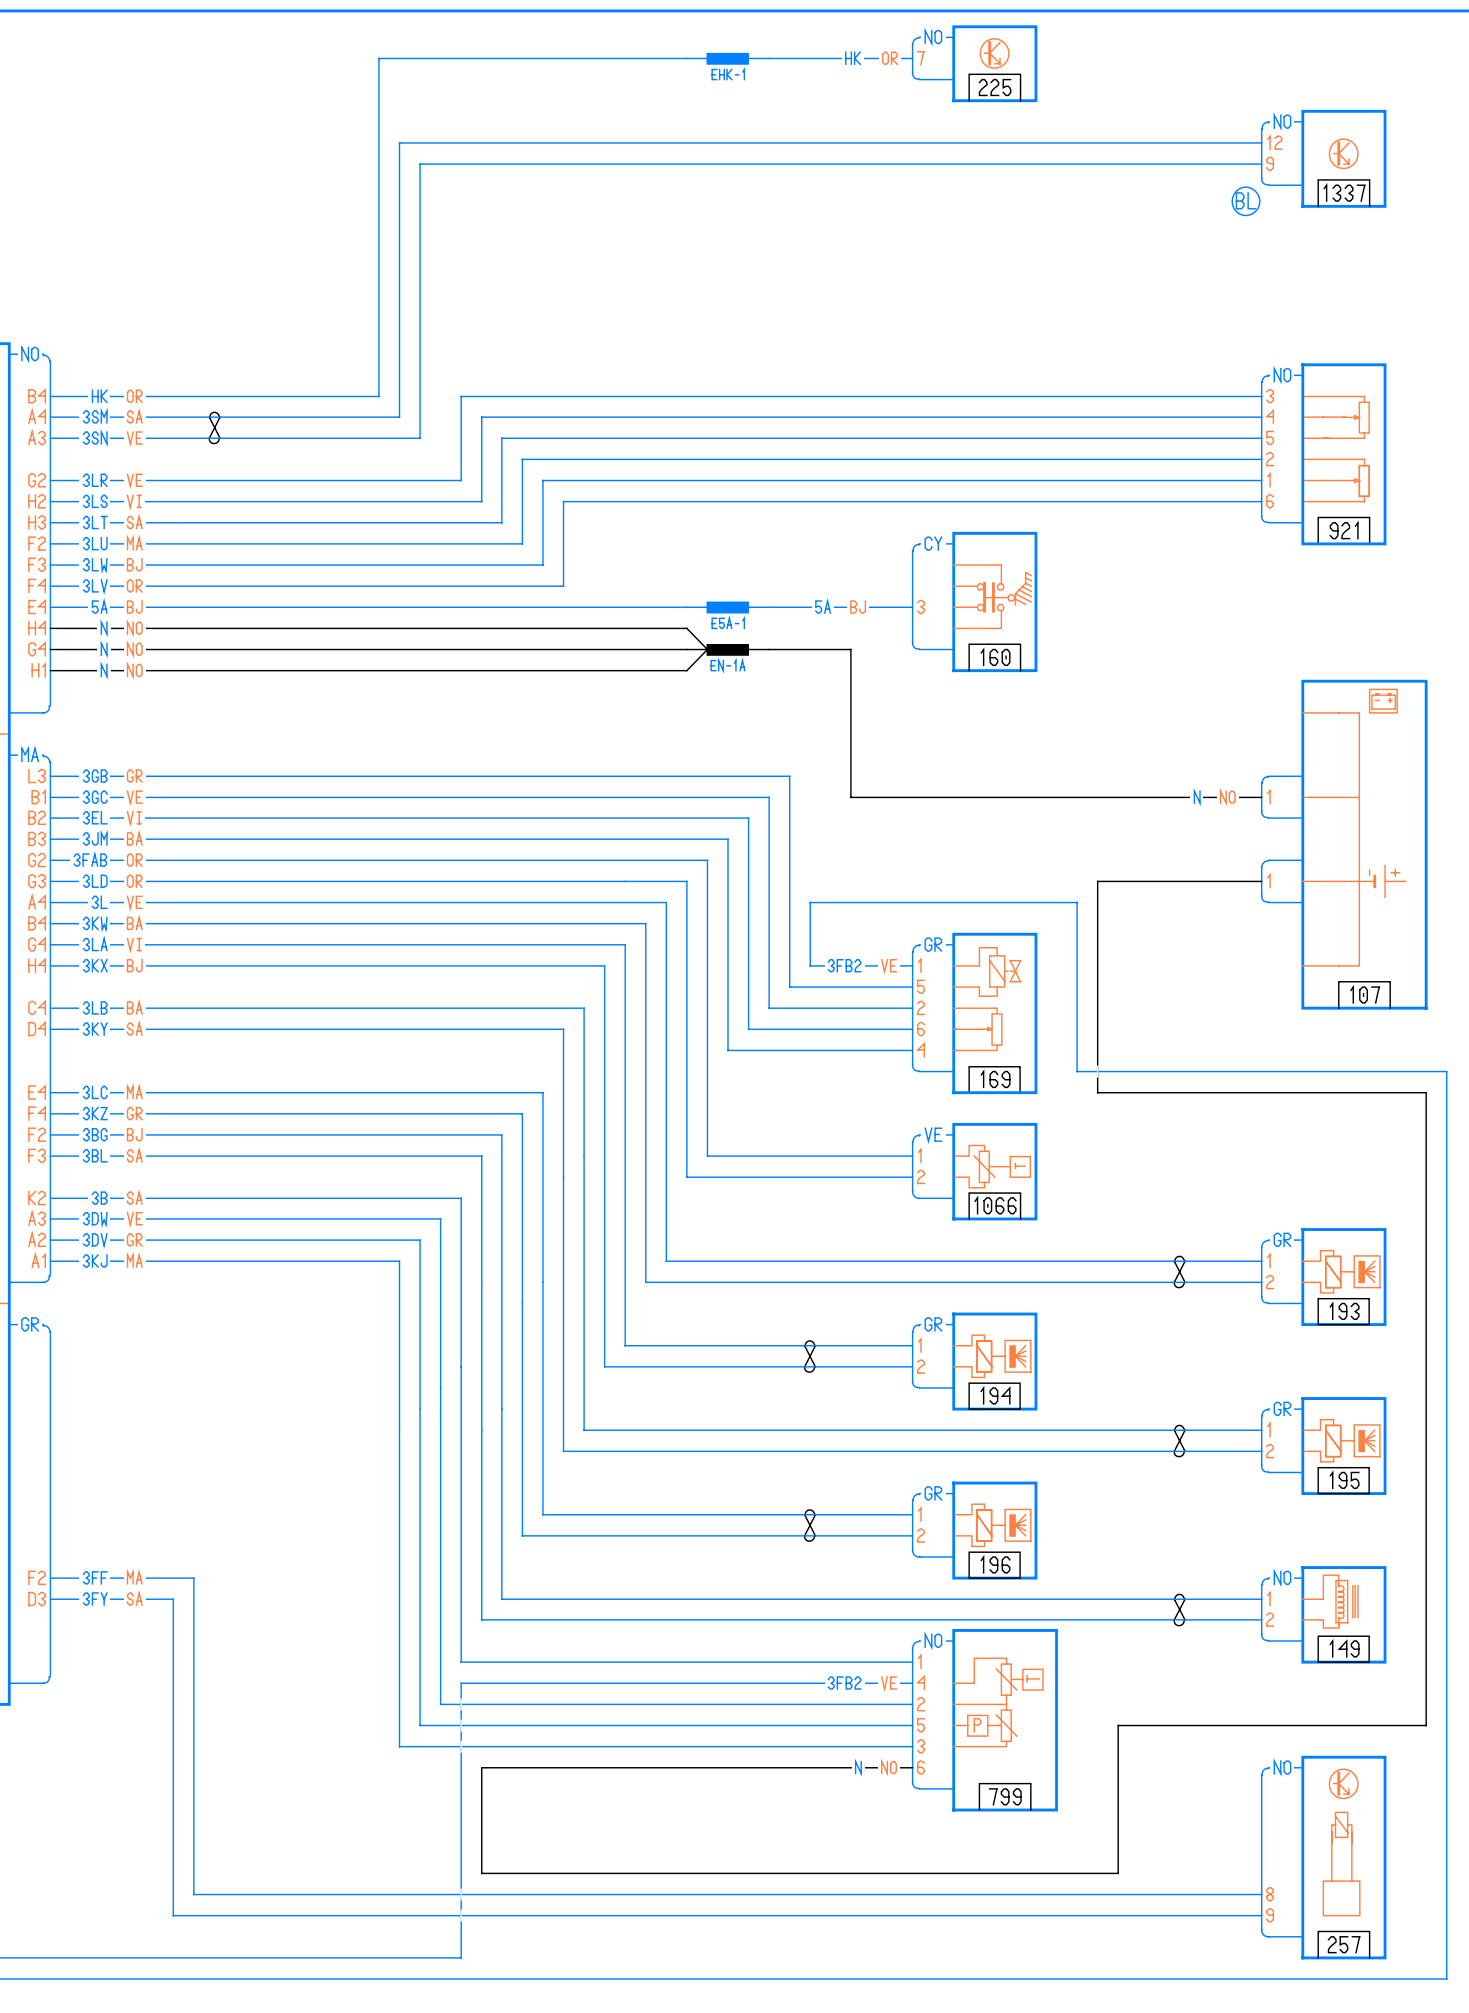 NO
HK OR 7
EHK-1
225
NO
12
9
1337
BL
NO
B4 HK OR
A4 3SM SA
A3 3SN VE
G2 3LR VE
H2 3LS VI
H3 3LT SA
F2 3LU MA
F3 3LW BJ
F4 3LV OR
E4 5A BJ
H4 N NO
G4 N NO
H1 N NO
NO
3
4
5
2
1
6
921
CY
E5A-1
5A BJ 3
160
EN-1A
- +
N NO 1
1
- +
107
MA
L3 3GB GR
B1 3GC VE
B2 3EL VI
B3 3JM BA
G2 3FAB OR
G3 3LD OR
A4 3L VE
B4 3KW BA
G4 3LA VI
H4 3KX BJ
C4 3LB BA
D4 3KY SA
E4 3LC MA
F4 3KZ GR
F2 3BG BJ
F3 3BL SA
K2 3B SA
A3 3DW VE
A2 3DV GR
A1 3KJ MA
GR
3FB2 VE 1
5
2
6
4
169
VE
1
2
T
1066
GR
1
2
193
GR
1
2
194
GR
1
2
195
GR
1
2
196
GR
F2 3FF MA
D3 3FY SA
NO
1
2
149
NO
1
3FB2 VE 4
2
5
3
N NO 6
T
P
799
NO
8
9
257